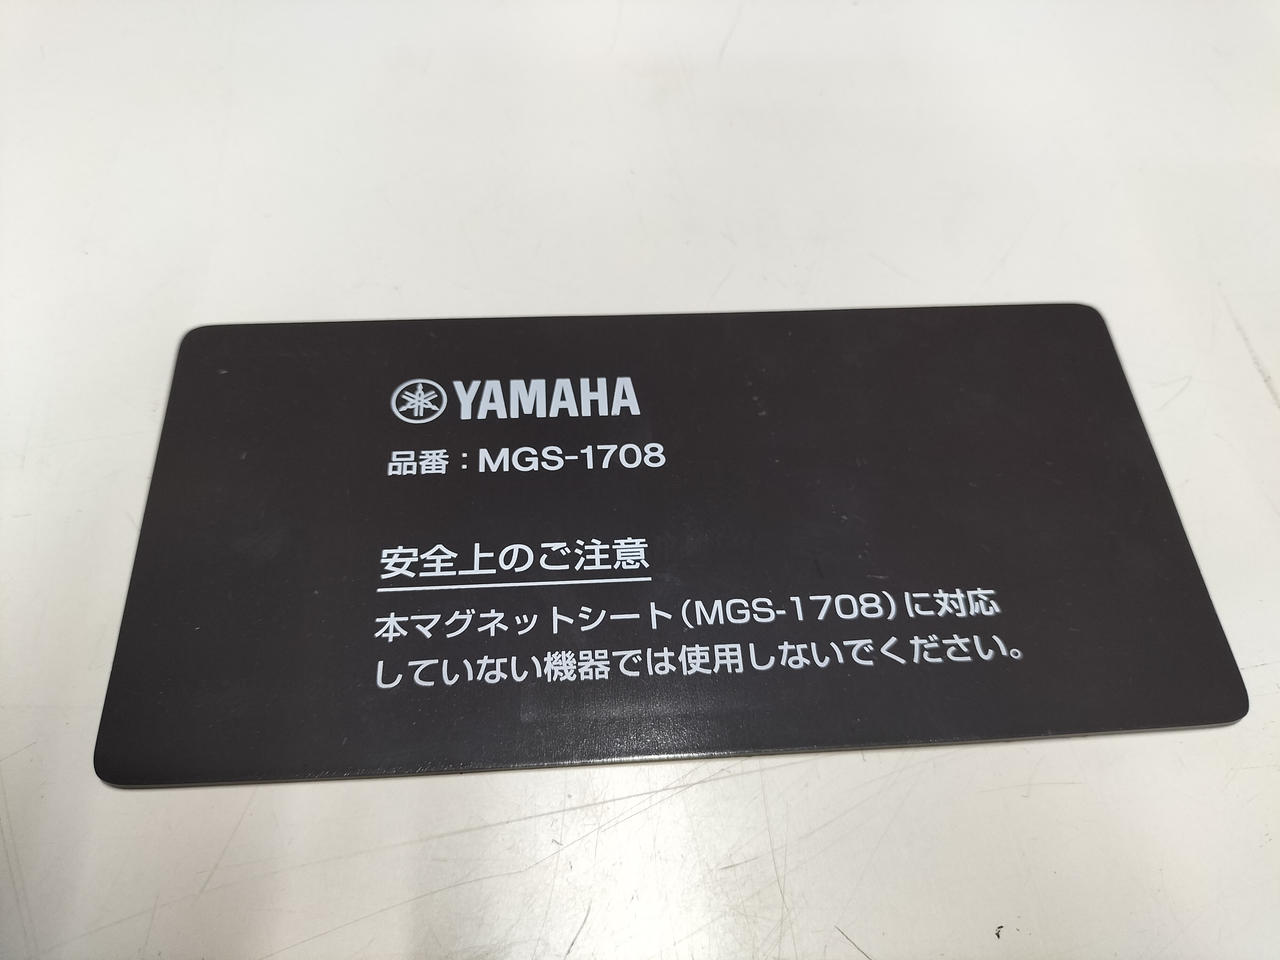 YAMAHA
品番：MGS-1708
安全上のご注意
本マグネットシート（MGS-1708）に対応
していない機器では使用しないでください。